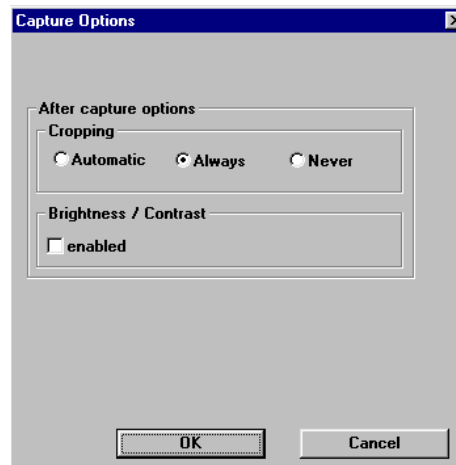 Capture Options
After capture options
Cropping
Automatic Always Never
Brightness / Contrast
enabled
OK Cancel